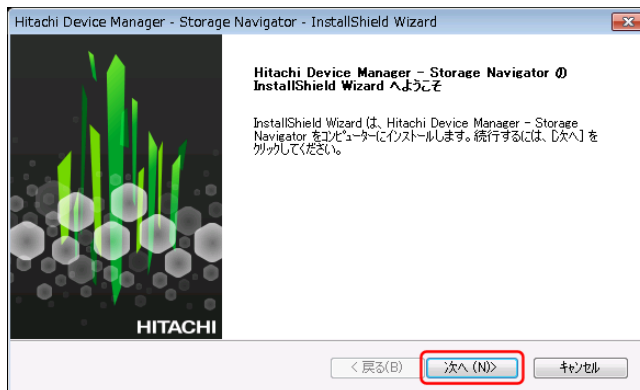 Hitachi Device Manager - Storage Navigator - InstallShield Wizard
Hitachi Device Manager - Storage Navigator の
InstallShield Wizard へようこそ
InstallShield Wizard は、Hitachi Device Manager - Storage
Navigator をコンピューターにインストールします。続行するには、[次へ] を
クリックしてください。
HITACHI
< 戻る(B)
次へ (N)>
キャンセル